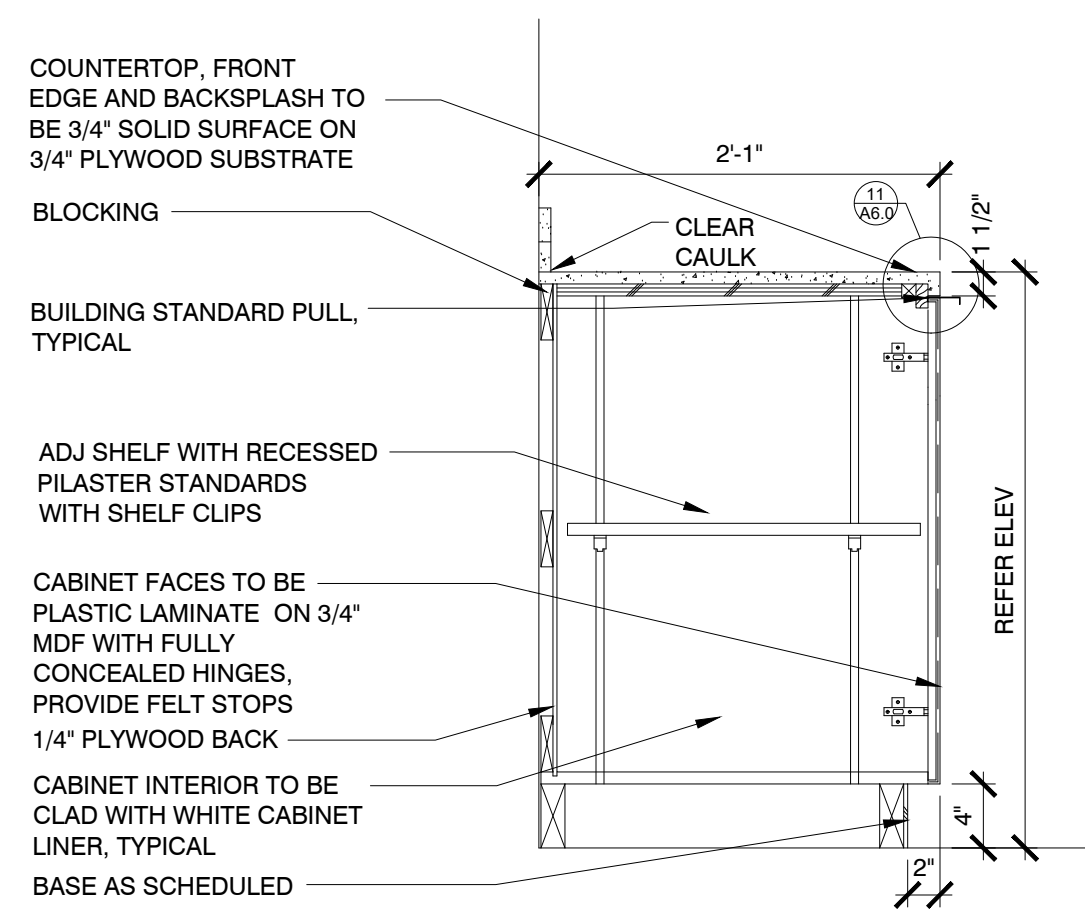 COUNTERTOP, FRONT
EDGE AND BACKSPLASH TO
BE 3/4" SOLID SURFACE ON
3/4" PLYWOOD SUBSTRATE
2'-1"
11
A6.0
1 1/2"
BLOCKING
CLEAR
CAULK
BUILDING STANDARD PULL,
TYPICAL
ADJ SHELF WITH RECESSED
PILASTER STANDARDS
WITH SHELF CLIPS
REFER ELEV
CABINET FACES TO BE
PLASTIC LAMINATE ON 3/4"
MDF WITH FULLY
CONCEALED HINGES,
PROVIDE FELT STOPS
1/4" PLYWOOD BACK
CABINET INTERIOR TO BE
CLAD WITH WHITE CABINET
LINER, TYPICAL
4"
BASE AS SCHEDULED
2"